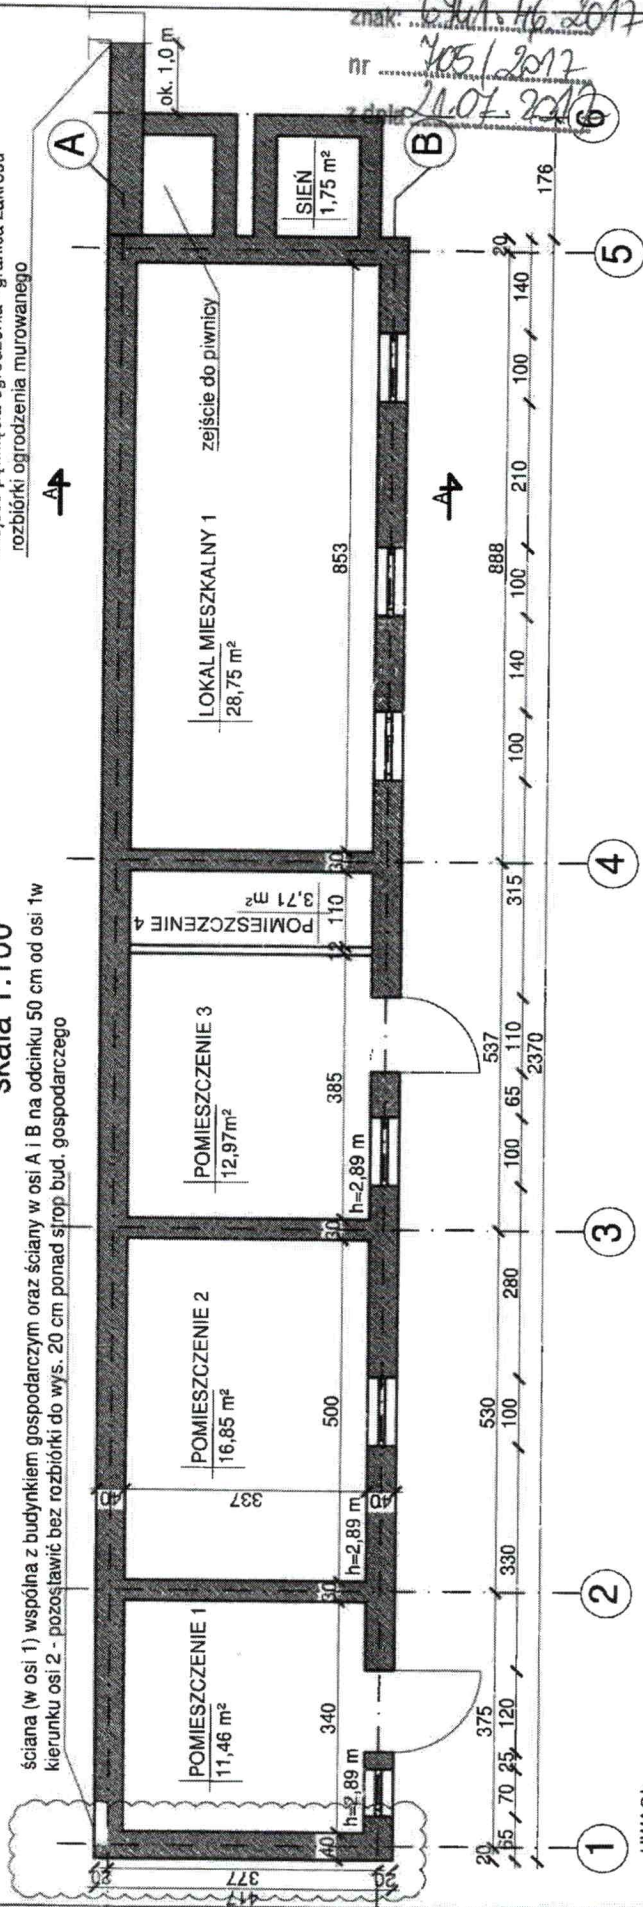 znak: 6741.46.2017
nr 705/2017
z dnia 21.07.2017
rozbiórki ogrodzenia murowanego
skala 1:100
ściana (w osi 1) wspólna z budynkiem gospodarczym oraz ściany w osi A i B na odcinku 50 cm od osi 1w
kierunku osi 2 - pozostawić bez rozbiórki do wys. 20 cm ponad strop bud. gospodarczego
ok. 1,0 m
A
A
A
B
POMIESZCZENIE 1
11,46 m²
POMIESZCZENIE 2
16,85 m²
POMIESZCZENIE 3
12,97m²
POMIESZCZENIE 4
3,71 m²
LOKAL MIESZKALNY 1
28,75 m²
zejście do piwnicy
SIEŃ
1,75 m²
h=2,89 m
h=2,89 m
h=2,89 m
40 340 30 500 30 385 12 110 30 853
40 337 40
20 377 20
417
20 375 530 537 888 20
65 70 25 120 330 100 280 100 65 110 315 100 140 100 210 100 140
2370 176
1 2 3 4 5 6
UWAGI